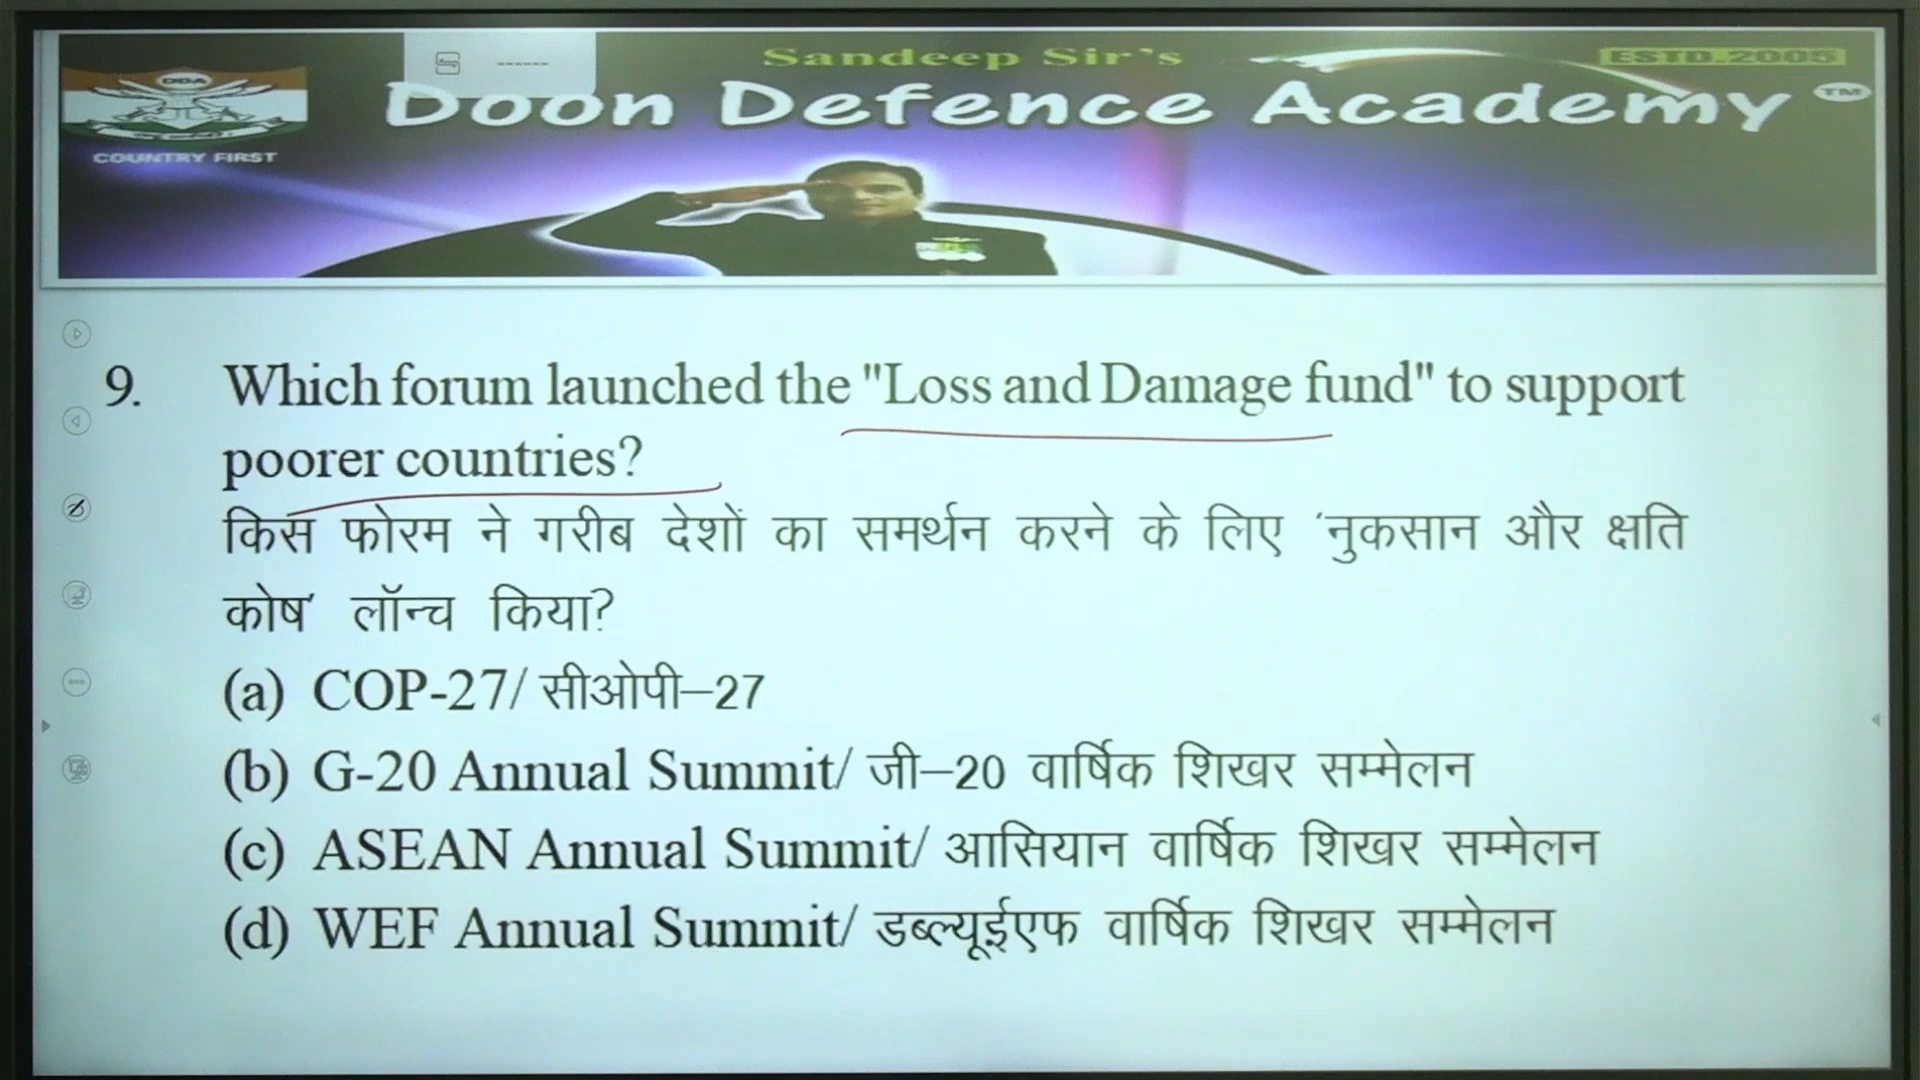 Sandeep Sir's
ESTD.2005
Doon Defence Academy TM
DDA
COUNTRY FIRST
9. Which forum launched the "Loss and Damage fund" to support
poorer countries?
किस फोरम ने गरीब देशों का समर्थन करने के लिए 'नुकसान और क्षति
कोष' लॉन्च किया?
(a) COP-27/ सीओपी–27
(b) G-20 Annual Summit/ जी–20 वार्षिक शिखर सम्मेलन
(c) ASEAN Annual Summit/ आसियान वार्षिक शिखर सम्मेलन
(d) WEF Annual Summit/ डब्ल्यूईएफ वार्षिक शिखर सम्मेलन